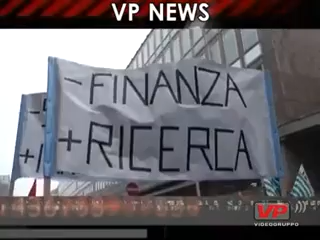 VP NEWS
- FINANZA
+ RICERCA
VP
VIDEOGRUPPO